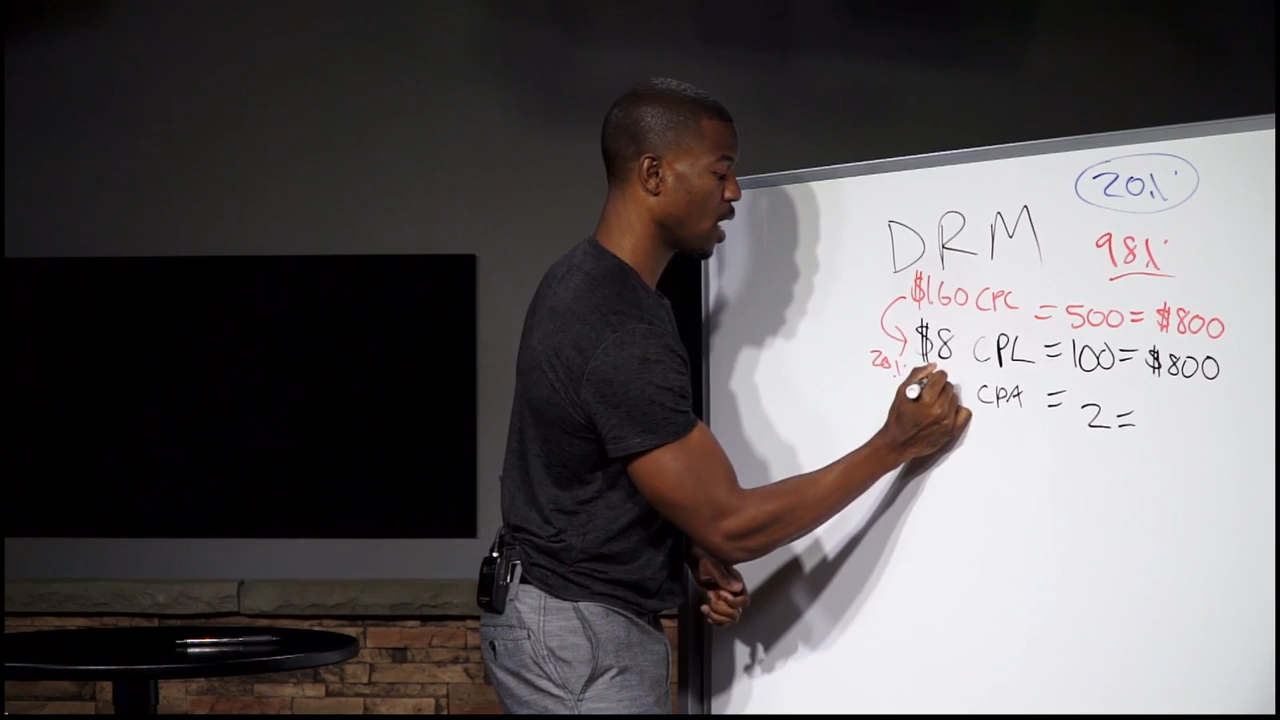 20%
DRM
98%
$1.60 CPC = 500 = $800
20% $8 CPL = 100 = $800
CPA = 2 =